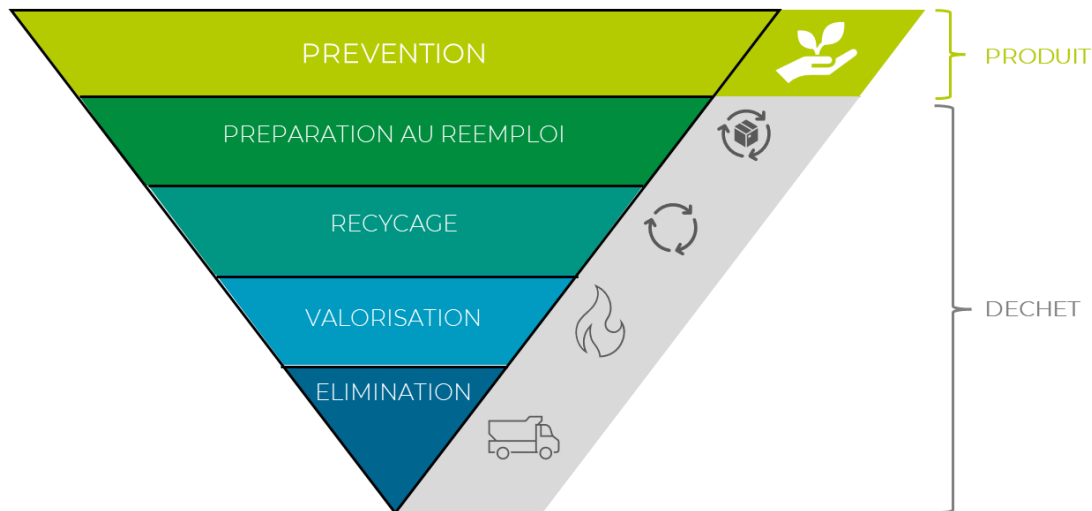 PREVENTION
PRODUIT
PREPARATION AU REEMPLOI
RECYCAGE
VALORISATION
DECHET
ELIMINATION